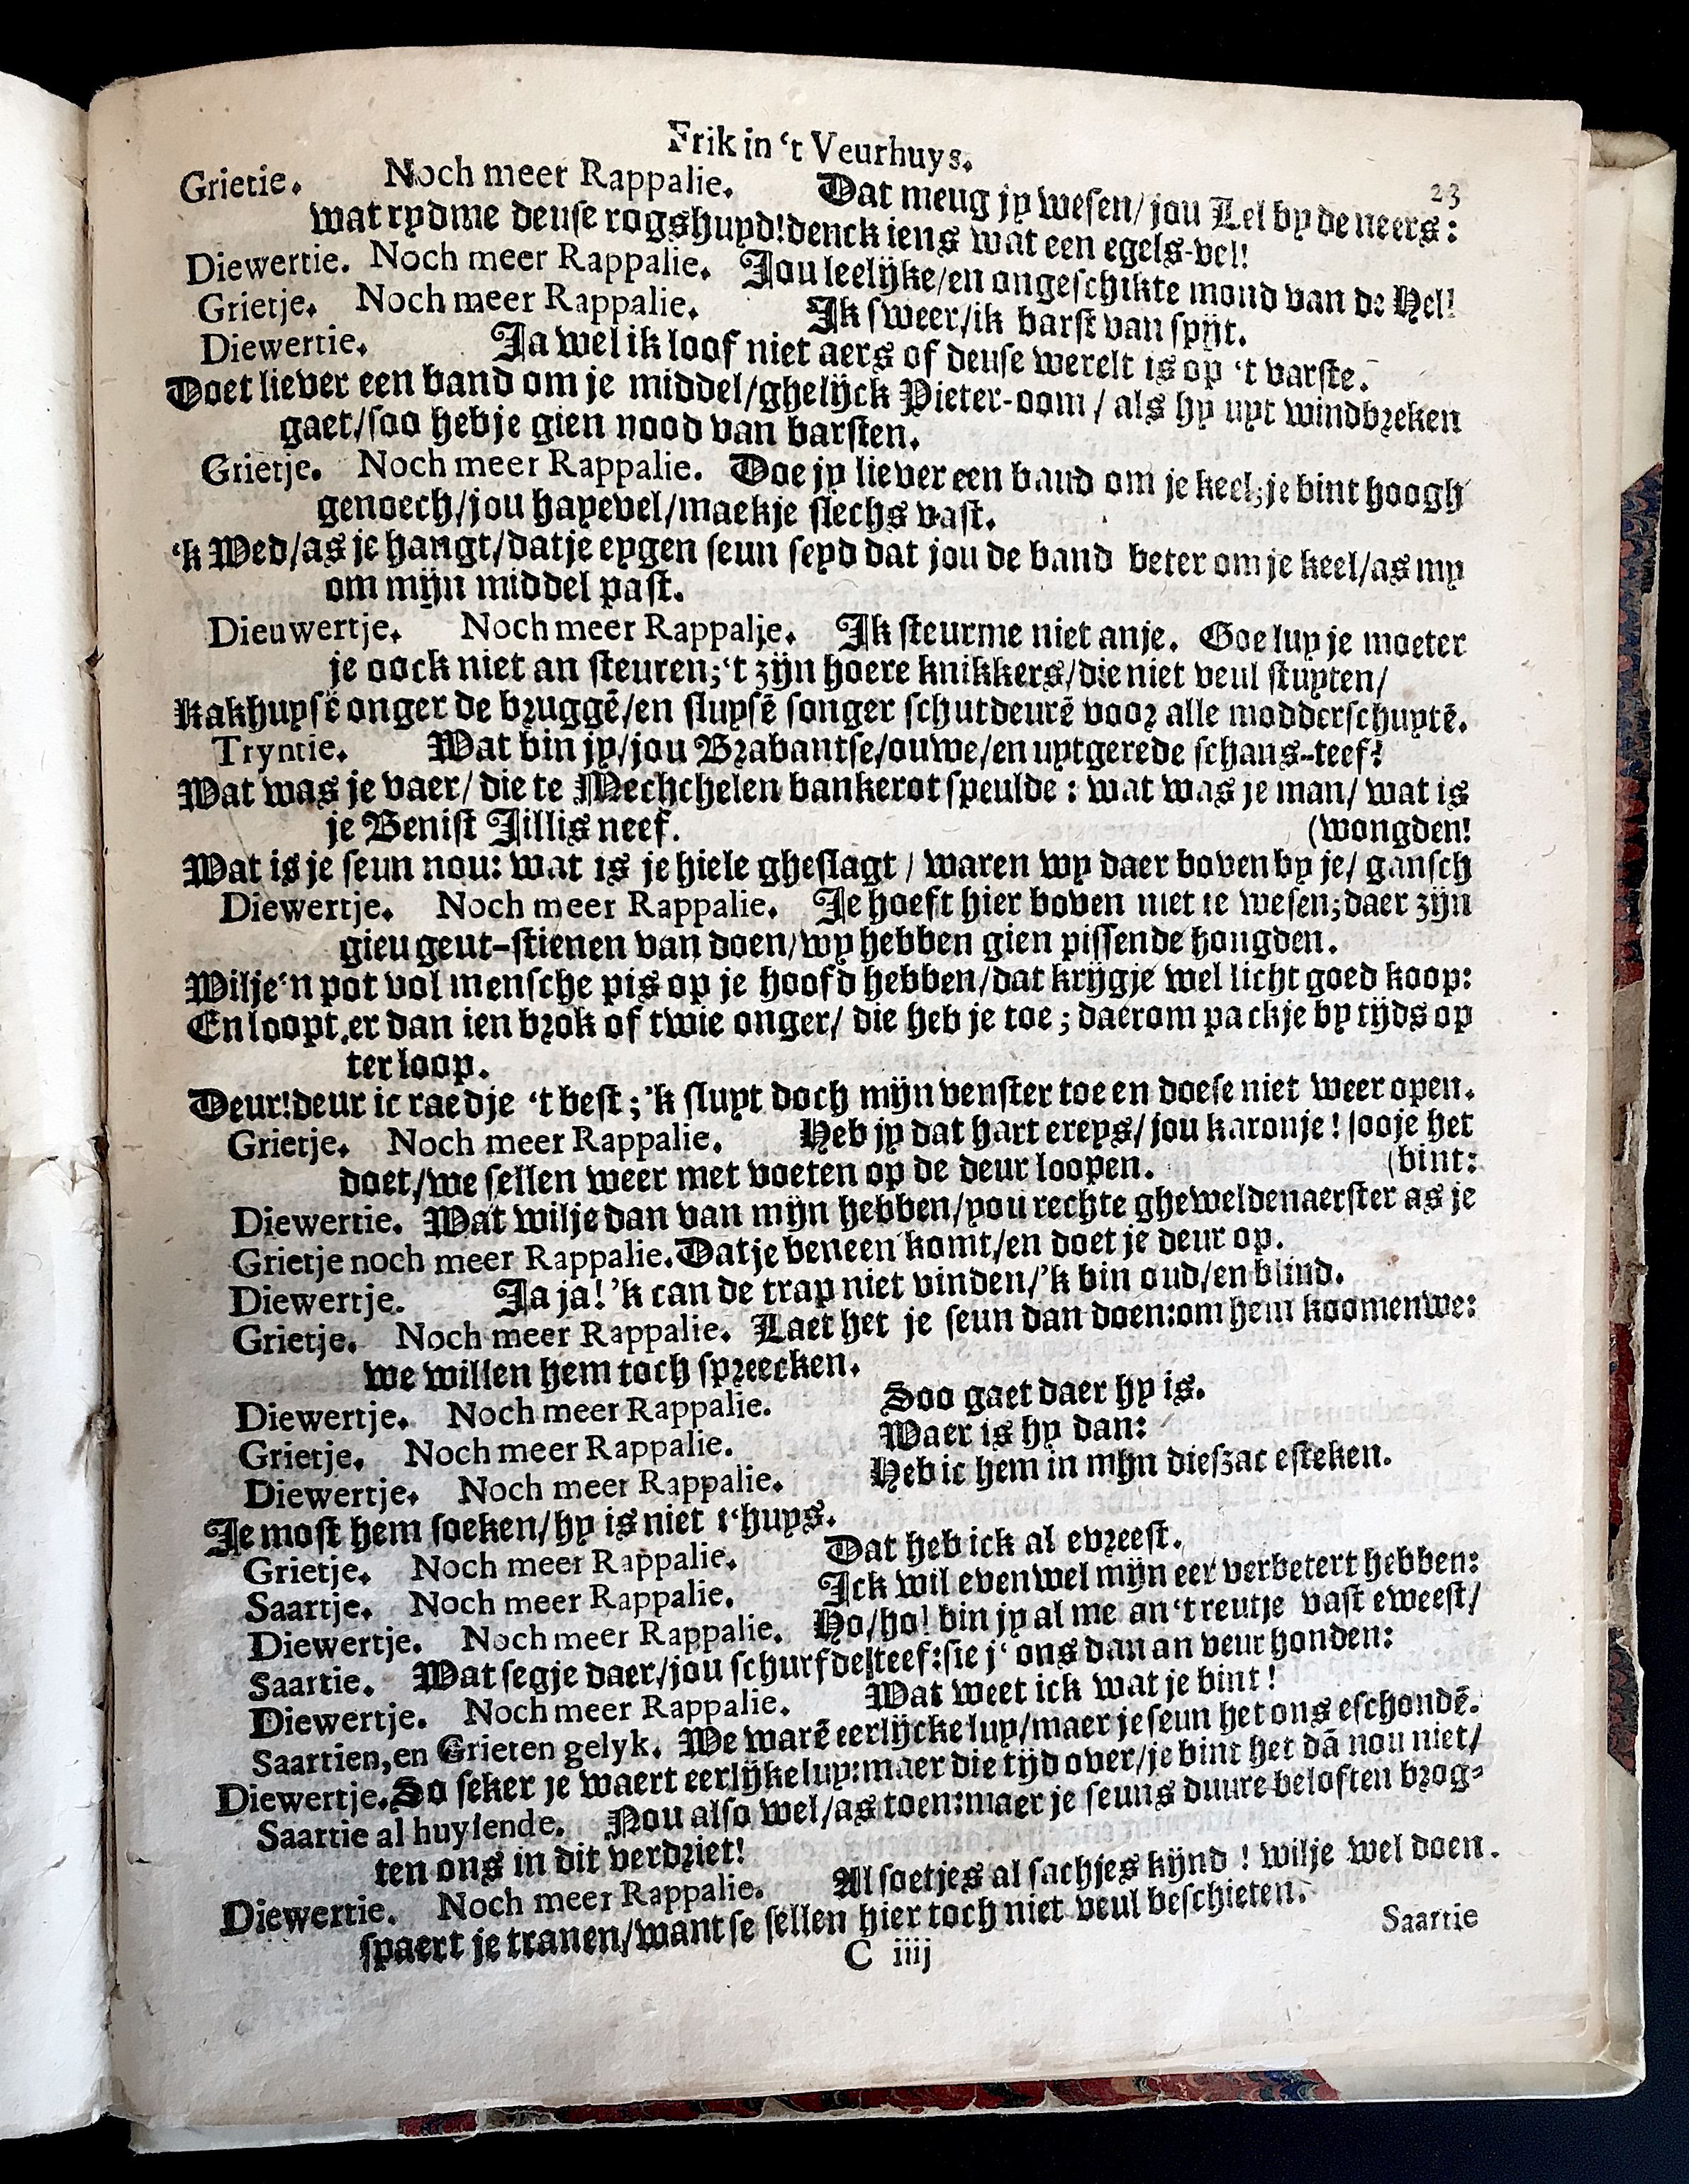 Frik in ‘t Veurhuys.
23
Grietie. Noch meer Rappalie. Dat meug jy wesen/ jou Lel by de neers:
wat rydme deuse rogshuyd! denck iens wat een egels-vel!
Diewertie. Noch meer Rappalie. Jou leelyke/ en ongeschikte mond van de Hel!
Grietje. Noch meer Rappalie. Ik sweer/ ik barst van spijt.
Diewertie. Ja wel ik loof niet aers of deuse werelt is op ‘t varste.
Doet liever een band om je middel/ ghelijck Pieter-oom / als hy uyt windbreken
gaet/ soo hebje gien nood van barsten.
Grietje. Noch meer Rappalie. Doe jy liever een band om je keel; je bint hoogh
genoech/ jou hayevel/ maekje slechs vast.
‘k Wed/ as je hangt/ datje eygen seun seyd dat jou de band beter om je keel/ as my
om mijn middel past.
Dieuwertje. Noch meer Rappalje. Ik steurme niet anje. Goe luy je moeter
je oock niet an steuren; ‘t zijn hoere knikkers/ die niet veul stuyten/
Kakhuysē onger de bruggē/ en sluysē songer schutdeurē voor alle modderschuytē.
Tryntie. Wat bin jy/ jou Brabantse/ ouwe/ en uytgerede schans-teef?
Wat was je vaer/ die te Mechchelen bankerot speulde: wat was je man/ wat is
je Benist Jillis neef. (wongden!
Wat is je seun nou: wat is je hiele gheslagt / waren wy daer boven by je/ gansch
Diewertje. Noch meer Rappalie. Je hoeft hier boven niet te wesen; daer zijn
gien geut-stienen van doen/ wy hebben gien pissende hongden.
Wilje'n pot vol mensche pis op je hoofd hebben/ dat krijgje wel licht goed koop:
En loopt er dan ien brok of twie onger/ die heb je toe; daerom packje by tijds op
ter loop.
Deur! deur ic raedje ‘t best; 'k sluyt doch mijn venster toe en doese niet weer open.
Grietje. Noch meer Rappalie. Heb jy dat hart ereys/ jou karonje! sooje het
doet/ we sellen weer met voeten op de deur loopen. (bint:
Diewertie. Wat wilje dan van mijn hebben/ you rechte gheweldenaerster as je
Grietje noch meer Rappalie. Datje beneen komt/ en doet je deur op.
Diewertje. Ja ja! 'k can de trap niet vinden/ 'k bin oud/ en blind.
Grietje. Noch meer Rappalie. Laet het je seun dan doen: om hem koomenwe:
we willen hem toch spreecken.
Diewertje. Noch meer Rappalie. Soo gaet daer hy is.
Grietje. Noch meer Rappalie. Waer is hy dan:
Diewertje. Noch meer Rappalie. Heb ic hem in mijn dieszac esteken.
Je most hem soeken/ hy is niet t'huys.
Grietje. Noch meer Rappalie. Dat heb ick al evreest.
Saartje. Noch meer Rappalie. Ick wil evenwel mijn eer verbetert hebben:
Diewertje. Noch meer Rappalie. Ho/ ho! bin jy al me an ‘t reutje vast eweest/
Saartie. Wat segje daer/ jou schurfde teef: sie j‘ ons dan an veur honden:
Diewertje. Noch meer Rappalie. Wat weet ick wat je bint!
Saartien, en Grieten gelyk. We warē eerlijcke luy/ maer je seun het ons eschondē.
Diewertje. So seker je waert eerlijke luy: maer die tijd over/ je bint het dā nou niet/
Saartie al huylende. Nou also wel/ as toen: maer je seuns duure beloften brog-
ten ons in dit verdriet!
Diewertie. Noch meer Rappalie. Al soetjes al sachjes kijnd! wilje wel doen.
spaert je tranen/ want se sellen hier toch niet veul beschieten.
C iiij
Saartie